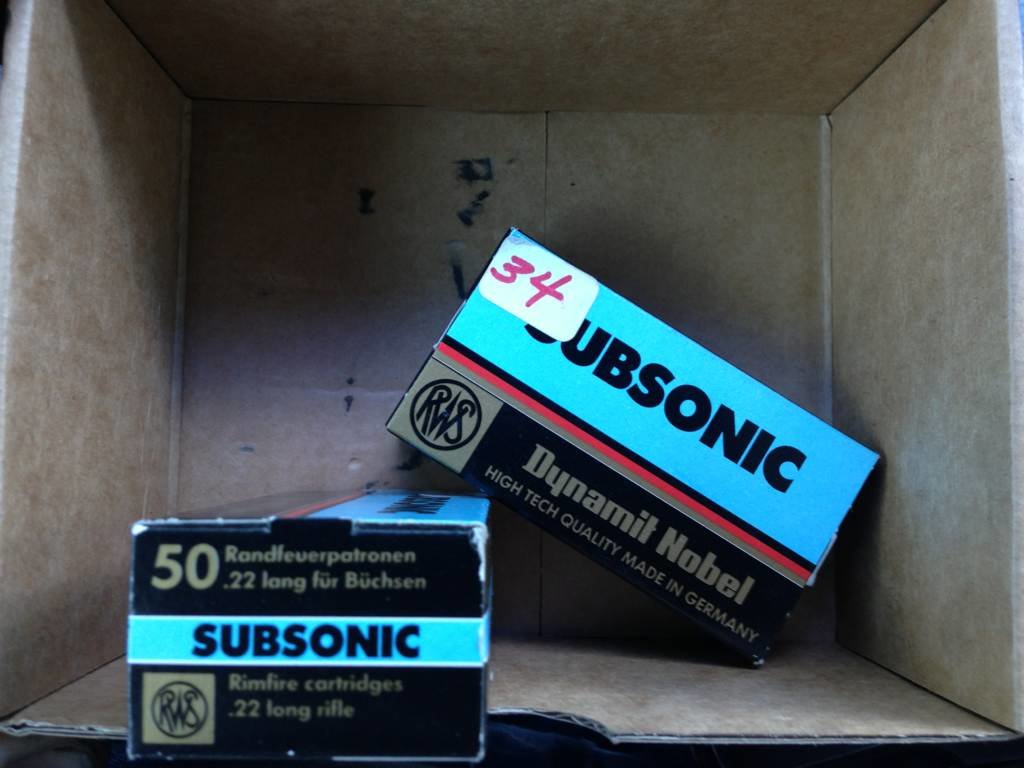 34
SUBSONIC
RWS
Dynamit Nobel
HIGH TECH QUALITY MADE IN GERMANY
50 Randfeuerpatronen
.22 lang für Büchsen
SUBSONIC
RWS
Rimfire cartridges
.22 long rifle